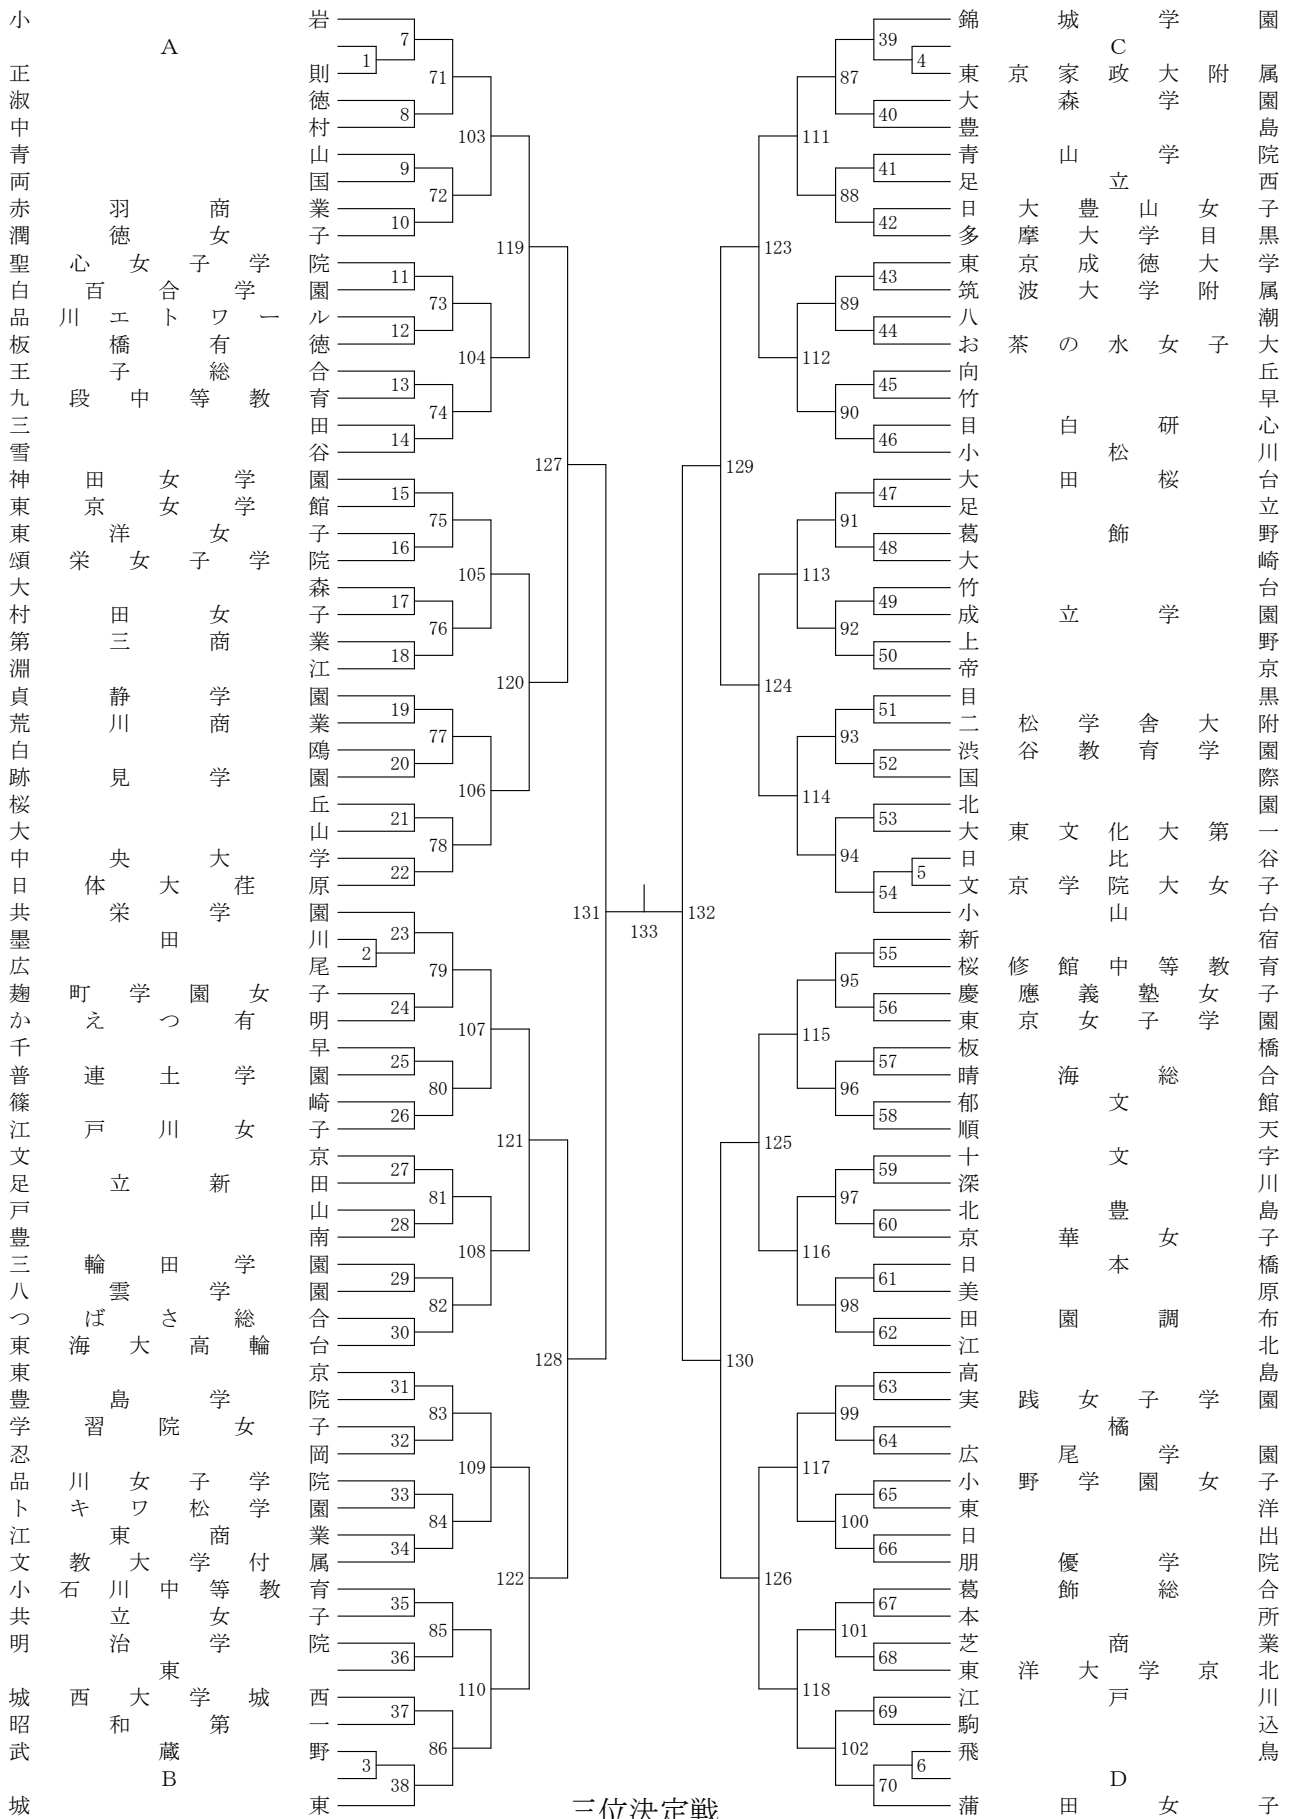 小岩
A
正則
淑徳
中村
青山
両国
赤羽商業
潤徳女子
聖心女子学院
白百合学園
品川エトワール
板橋有徳
王子総合
九段中等教育
三田
雪谷
神田女学園
東京女学館
東洋女子
頌栄女子学院
大森
村田女子
第三商業
淵江
貞静学園
荒川商業
白鴎
跡見学園
桜丘
大山
中央大学
日体大荏原
共栄学園
墨田川
広尾
麹町学園女子
かえつ有明
千早
普連土学園
篠崎
江戸川女子
文京
足立新田
戸山
豊南
三輪田学園
八雲学園
つばさ総合
東海大高輪台
東京
豊島学院
学習院女子
忍岡
品川女子学院
トキワ松学園
江東商業
文教大学付属
小石川中等教育
共立女子
明治学院
東
城西大学城西
昭和第一
武蔵野
B
城東
1
2
3
7
8
9
10
11
12
13
14
15
16
17
18
19
20
21
22
23
24
25
26
27
28
29
30
31
32
33
34
35
36
37
38
71
72
73
74
75
76
77
78
79
80
81
82
83
84
85
86
103
104
105
106
107
108
109
110
119
120
121
122
127
128
131
133
132
129
130
123
124
125
126
111
112
113
114
115
116
117
118
87
88
89
90
91
92
93
94
95
96
97
98
99
100
101
102
39
40
41
42
43
44
45
46
47
48
49
50
51
52
53
54
55
56
57
58
59
60
61
62
63
64
65
66
67
68
69
70
4
5
6
錦城学園
C
東京家政大附属
大森学園
豊島
青山学院
足立西
日大豊山女子
多摩大学目黒
東京成徳大学
筑波大学附属
八潮
お茶の水女子大
向丘
竹早
目白研心
小松川
大田桜台
足立
葛飾野
大崎
竹台
成立学園
上野
帝京
目黒
二松学舎大附
渋谷教育学園
国際
北園
大東文化大第一
日比谷
文京学院大女子
小山台
新宿
桜修館中等教育
慶應義塾女子
東京女子学園
板橋
晴海総合
郁文館
順天
十文字
深川
北豊島
京華女子
日本橋
美原
田園調布
江北
高島
実践女子学園
橘
広尾学園
小野学園女子
東洋
日出
朋優学院
葛飾総合
本所
芝商業
東洋大学京北
江戸川
駒込
飛鳥
D
蒲田女子
三位決定戦